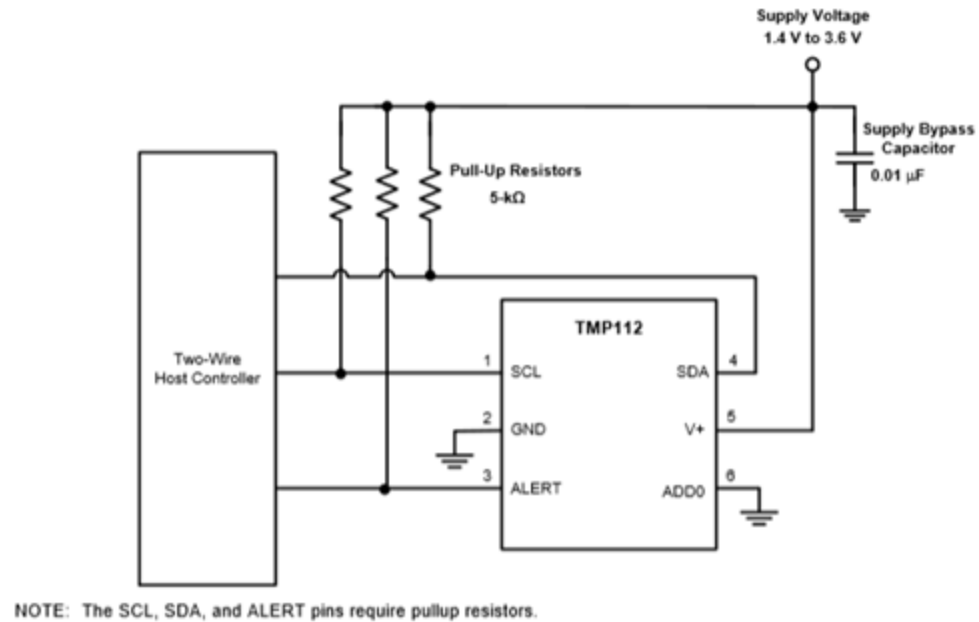 Supply Voltage
1.4 V to 3.6 V
Supply Bypass
Capacitor
0.01 µF
Pull-Up Resistors
5-kΩ
TMP112
Two-Wire
Host Controller
1
SCL
SDA
4
2
GND
V+
5
3
ALERT
ADD0
6
NOTE: The SCL, SDA, and ALERT pins require pullup resistors.